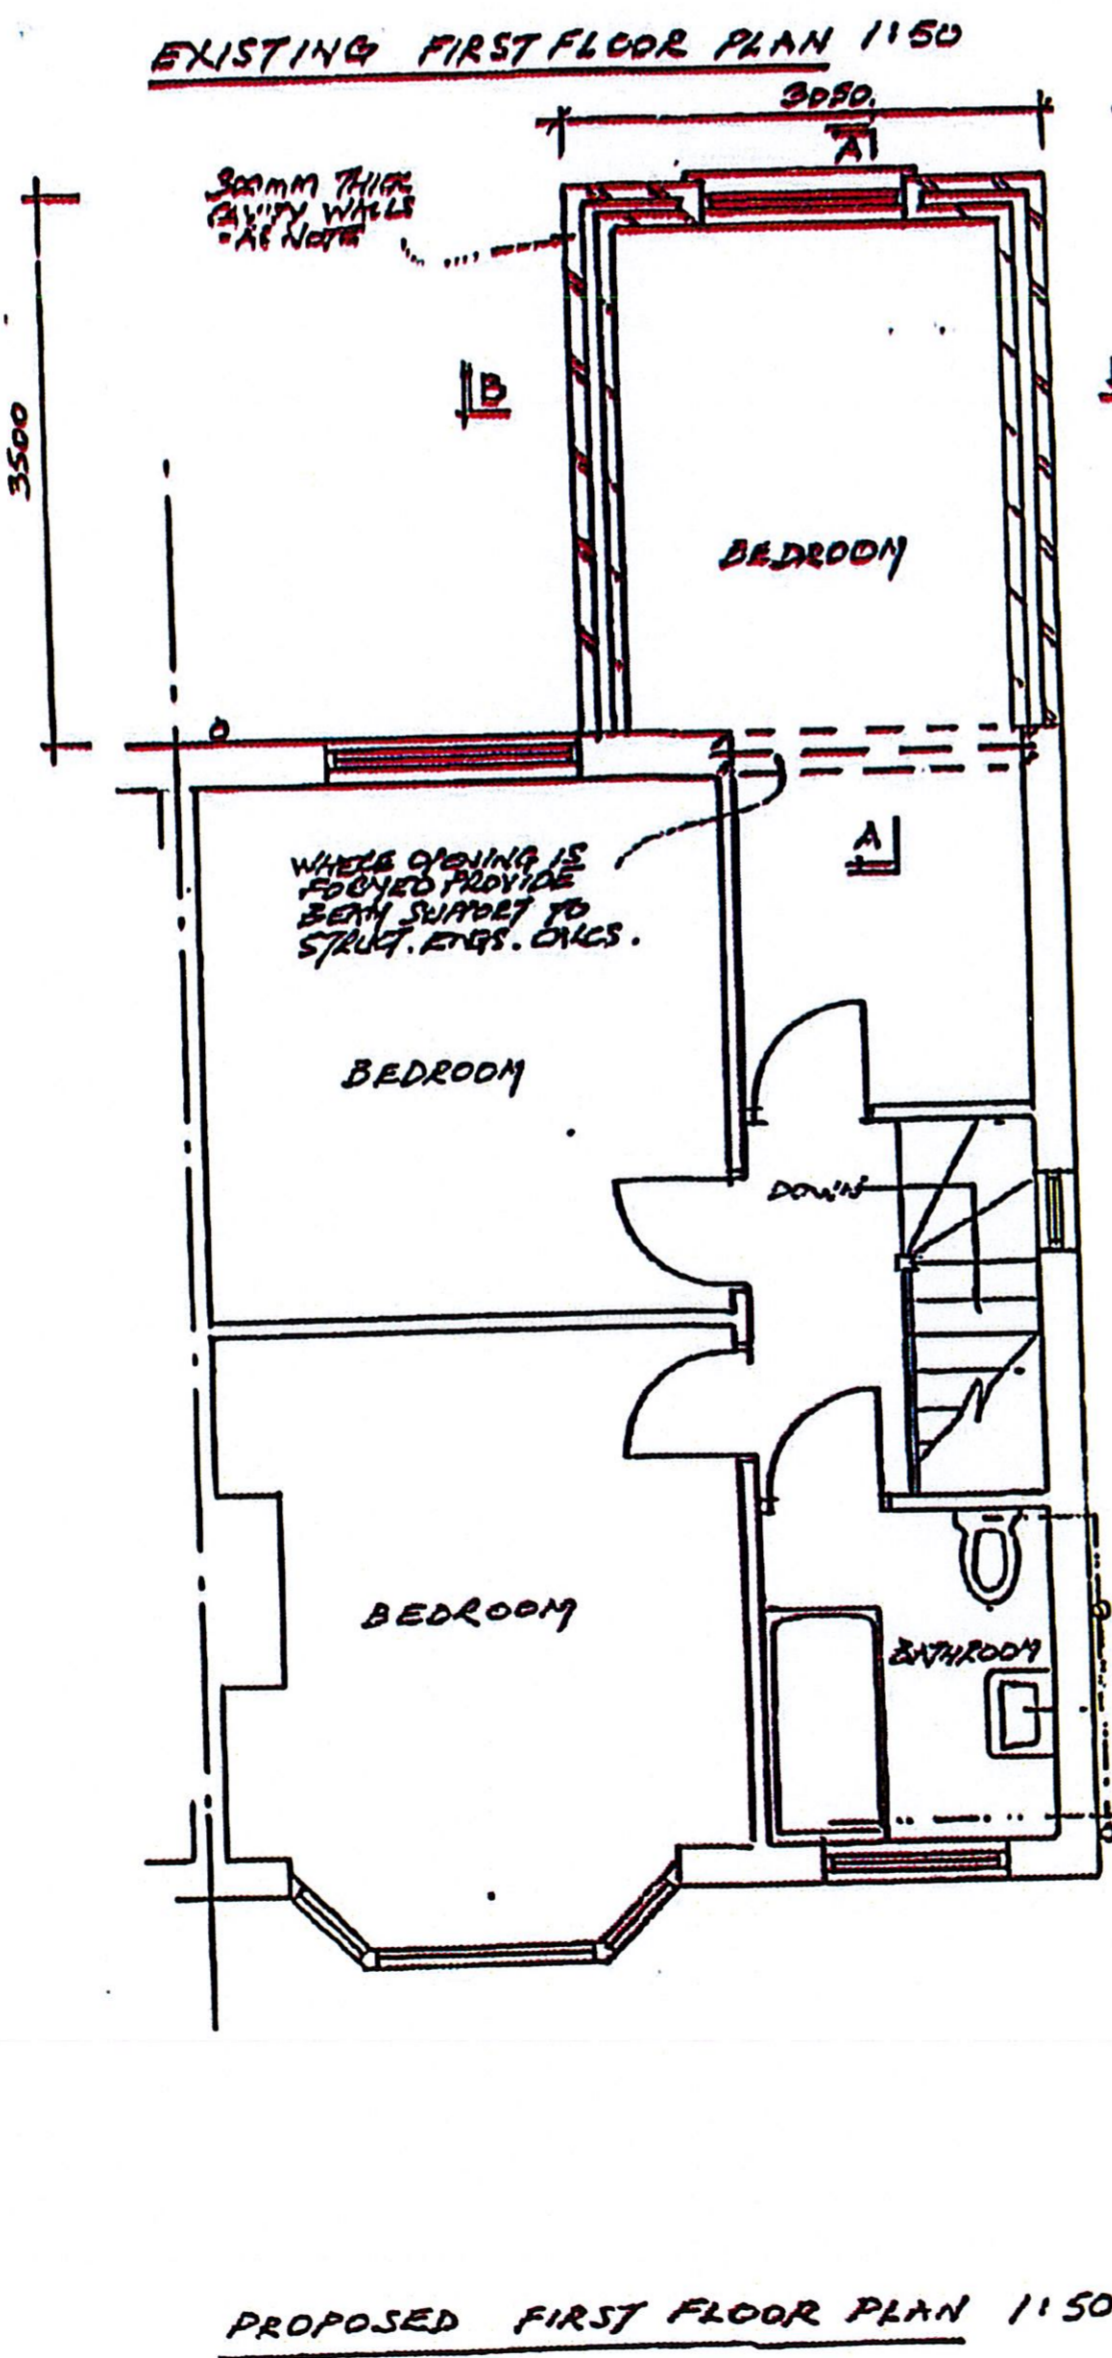 EXISTING FIRST FLOOR PLAN 1:50
3050.
A
300mm THICK
CAVITY WALLS
- AS NOTE
B
3500
BEDROOM
A
WHERE OPENING IS
FORMED PROVIDE
BEAM SUPPORT TO
STRUCT. ENGS. CALCS.
BEDROOM
DOWN
BEDROOM
BATHROOM
PROPOSED FIRST FLOOR PLAN 1:50